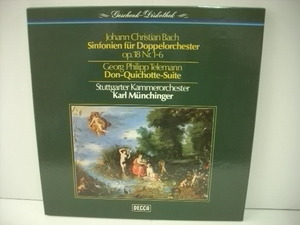 Geschenk-Diskothek
Johann Christian Bach
Sinfonien für Doppelorchester
op. 18 Nr. 1-6
Georg Philipp Telemann
Don-Quichotte-Suite
Stuttgarter Kammerorchester
Karl Münchinger
DECCA